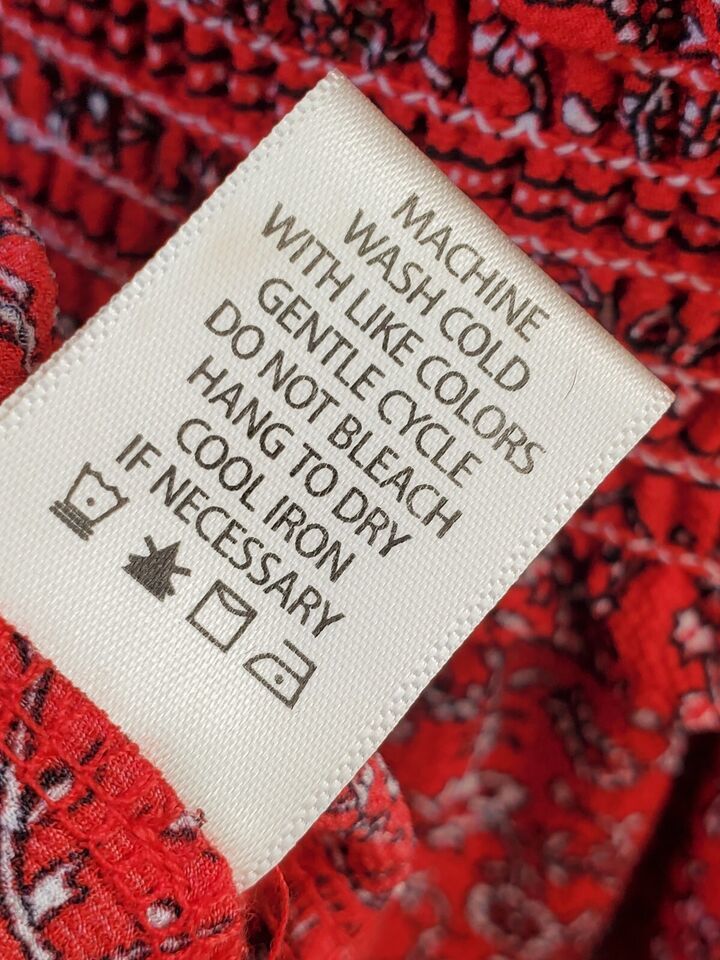 MACHINE
WASH COLD
WITH LIKE COLORS
GENTLE CYCLE
DO NOT BLEACH
HANG TO DRY
COOL IRON
IF NECESSARY